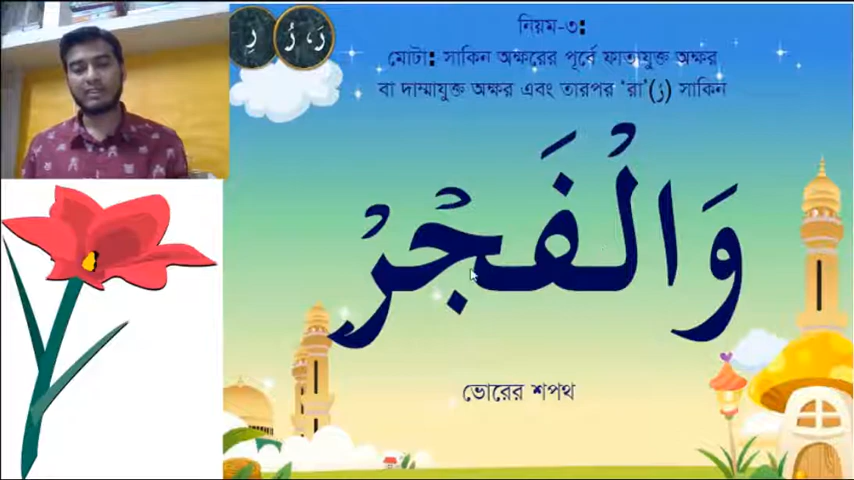 رَ، رُ
رِ
নিয়ম-৩:
মোটা: সাকিন অক্ষরের পূর্বে ফাতাযুক্ত অক্ষর
বা দাম্মাযুক্ত অক্ষর এবং তারপর ‘রা’(رْ) সাকিন
وَالْفَجْرْ
ভোরের শপথ